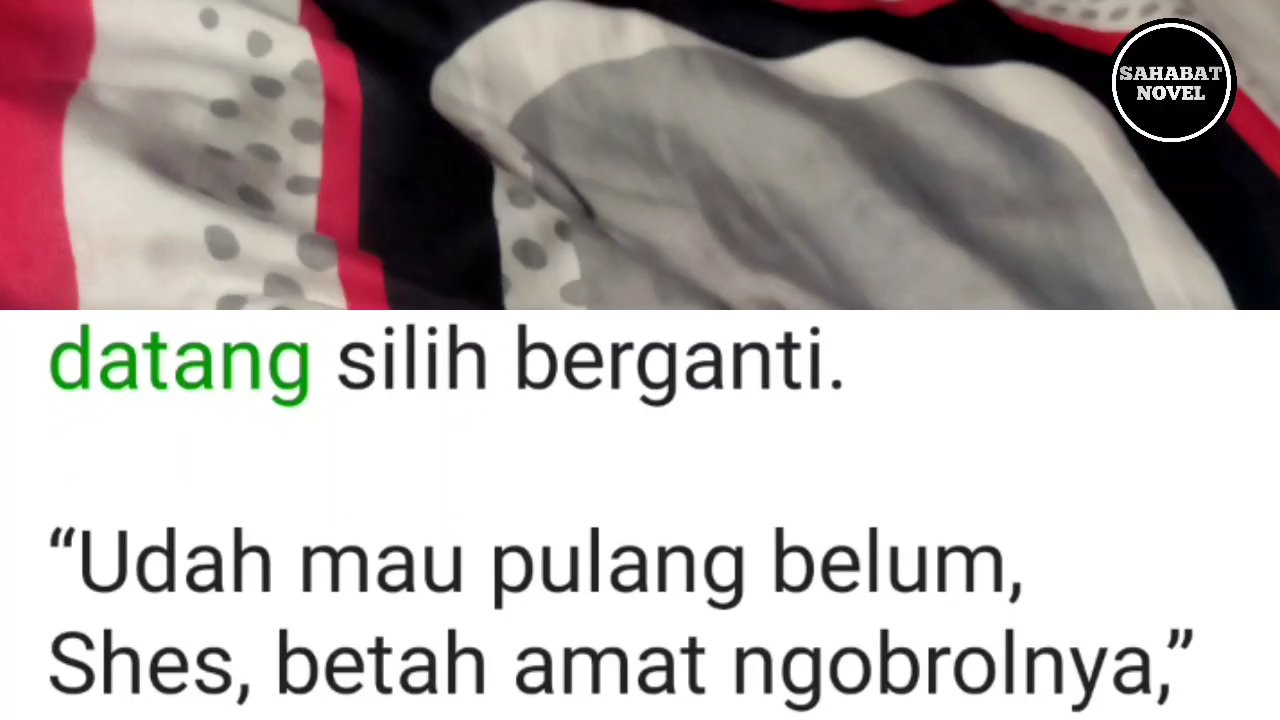 SAHABAT
NOVEL
datang silih berganti.
“Udah mau pulang belum,
Shes, betah amat ngobrolnya,”